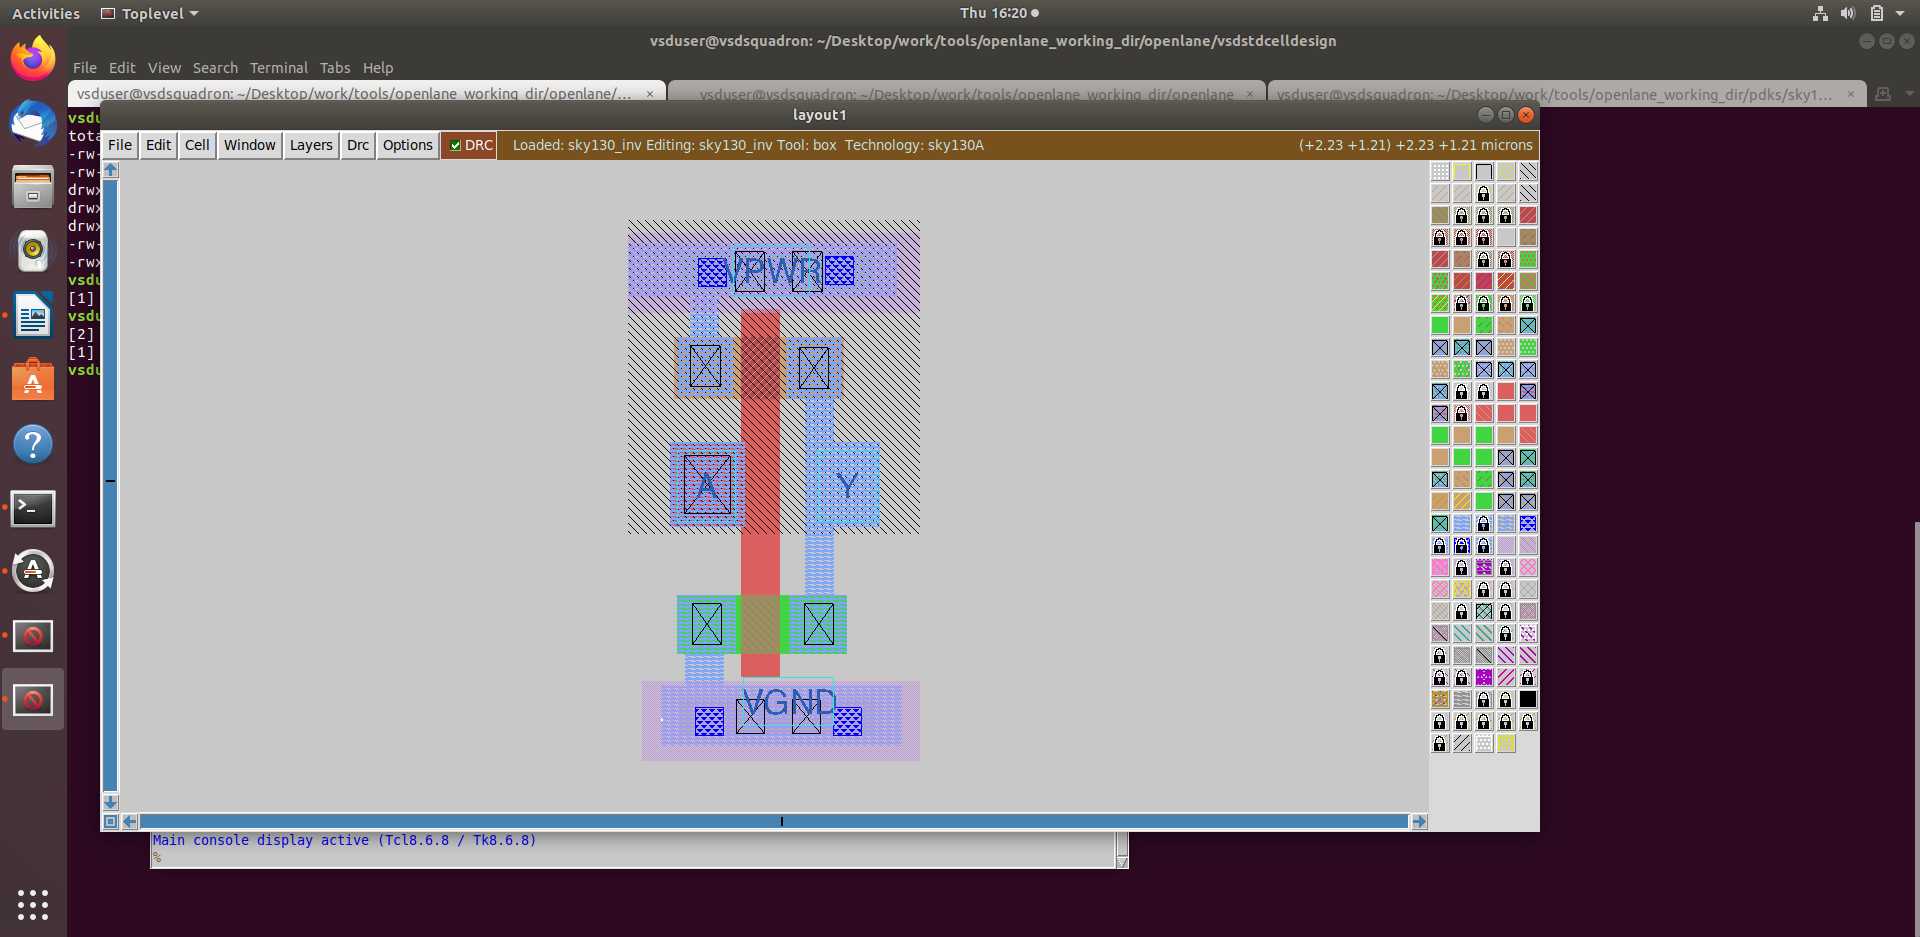 Activities Toplevel Thu 16:20
vsduser@vsdsquadron: ~/Desktop/work/tools/openlane_working_dir/openlane/vsdstdcelldesign
File Edit View Search Terminal Tabs Help
vsduser@vsdsquadron: ~/Desktop/work/tools/openlane_working_dir/openlane/... × vsduser@vsdsquadron: ~/Desktop/work/tools/openlane_working_dir/openlane × vsduser@vsdsquadron: ~/Desktop/work/tools/openlane_working_dir/pdks/sky1... ×
layout1
File Edit Cell Window Layers Drc Options DRC Loaded: sky130_inv Editing: sky130_inv Tool: box Technology: sky130A (+2.23 +1.21) +2.23 +1.21 microns
vsdu
tota
-rw-
-rw-
drwx
drwx
drwx
-rw-
-rwx
vsdu
[1]
vsdu
[2]
[1]
vsdu
VPWR
A Y
VGND
Main console display active (Tcl8.6.8 / Tk8.6.8)
%